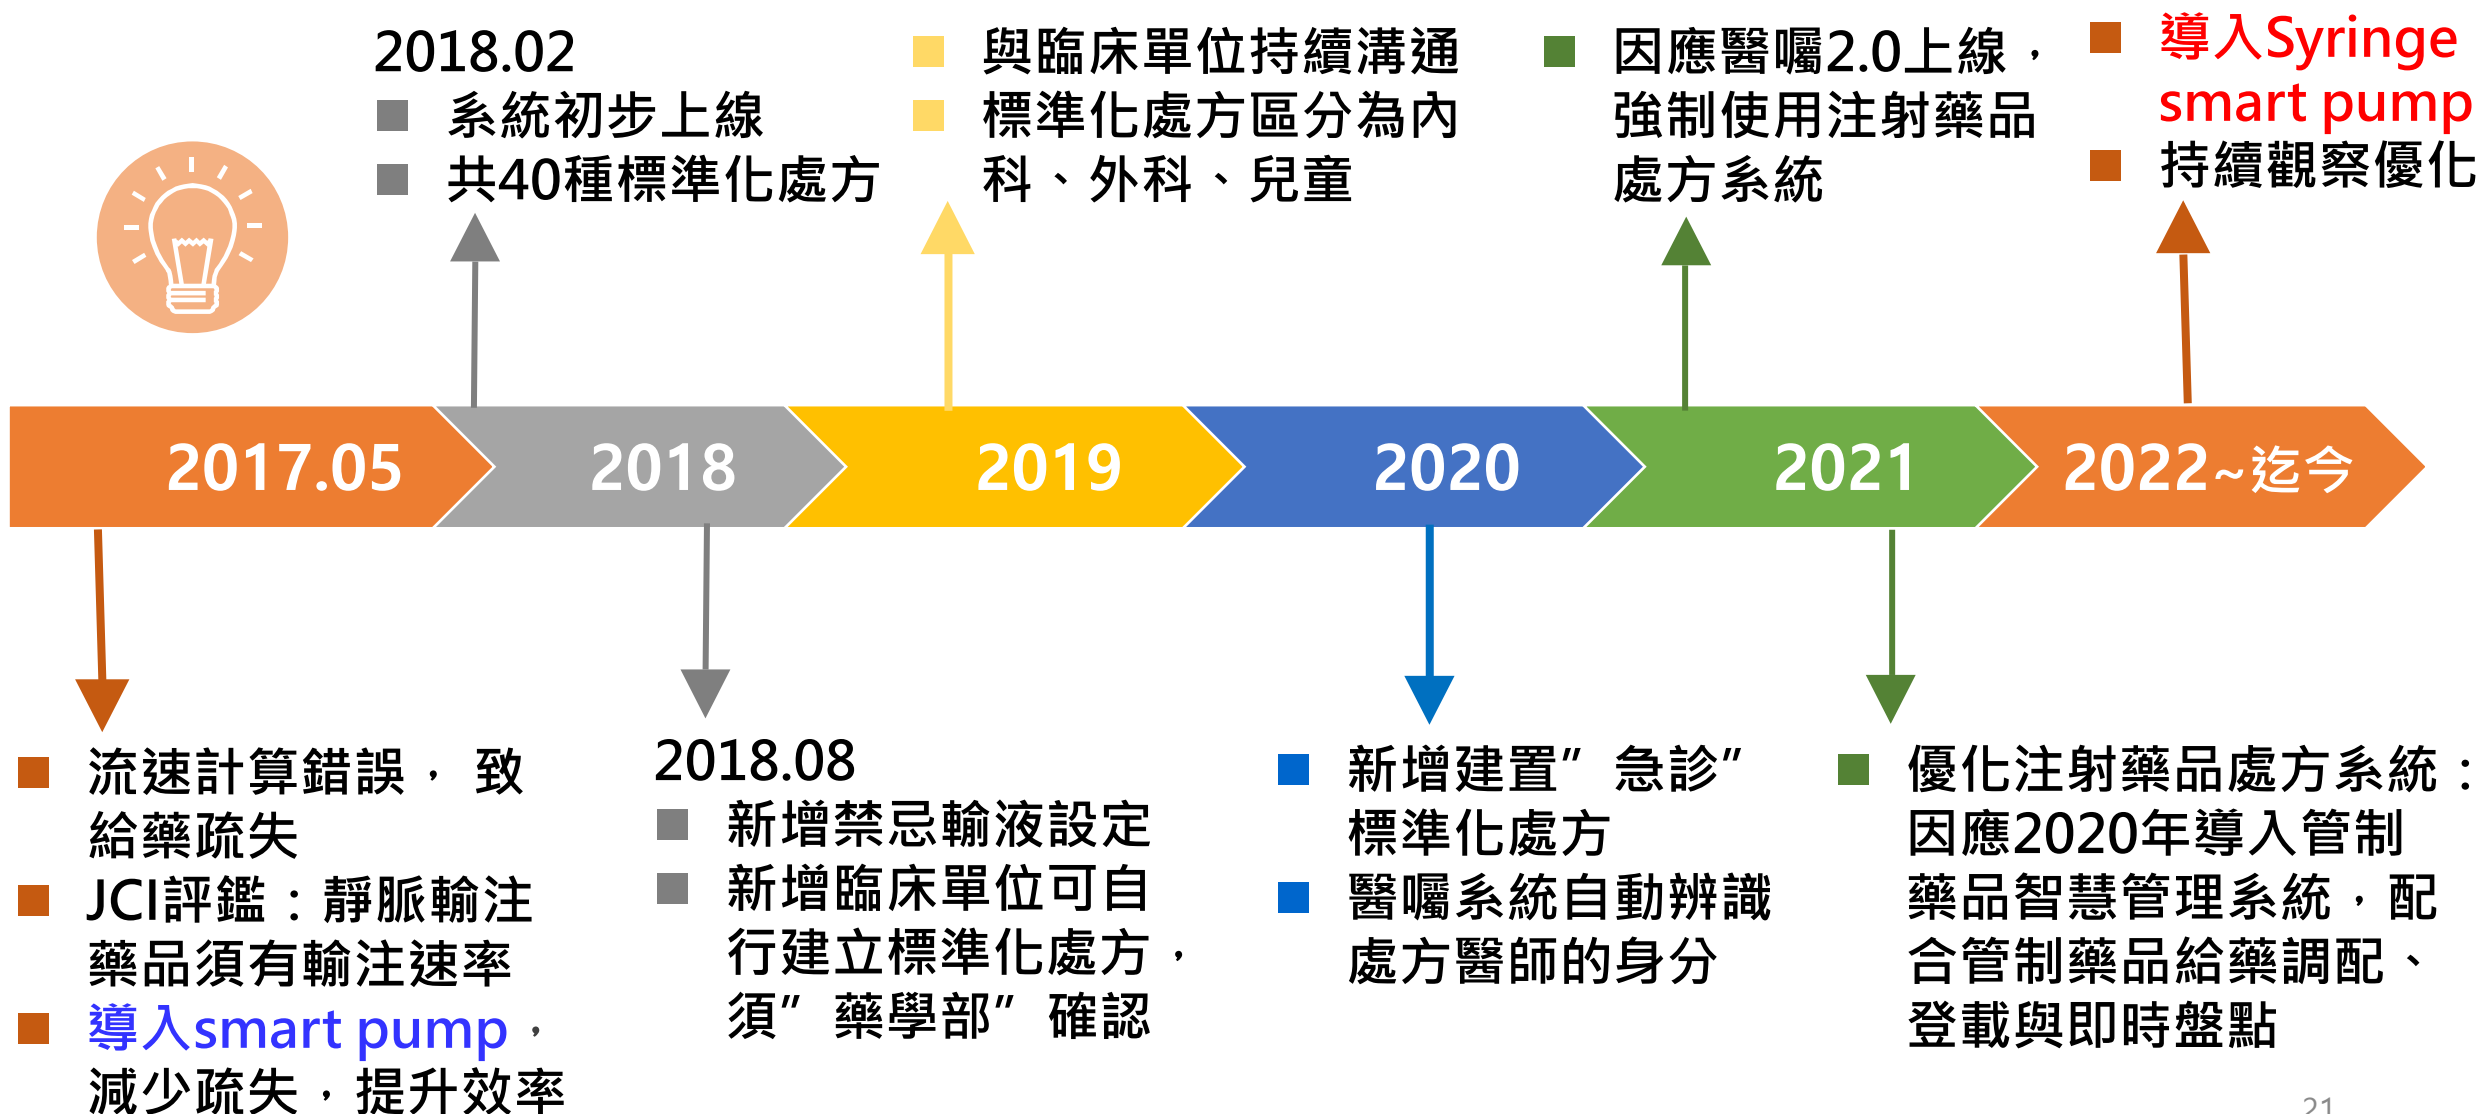 2018.02
系統初步上線
共40種標準化處方
與臨床單位持續溝通
標準化處方區分為內
科、外科、兒童
因應醫囑2.0上線，
強制使用注射藥品
處方系統
導入Syringe
smart pump
持續觀察優化
2017.05
2018
2019
2020
2021
2022~迄今
流速計算錯誤， 致
給藥疏失
JCI評鑑：靜脈輸注
藥品須有輸注速率
導入smart pump，
減少疏失，提升效率
2018.08
新增禁忌輸液設定
新增臨床單位可自
行建立標準化處方，
須”藥學部”確認
新增建置”急診”
標準化處方
醫囑系統自動辨識
處方醫師的身分
優化注射藥品處方系統：
因應2020年導入管制
藥品智慧管理系統，配
合管制藥品給藥調配、
登載與即時盤點
21